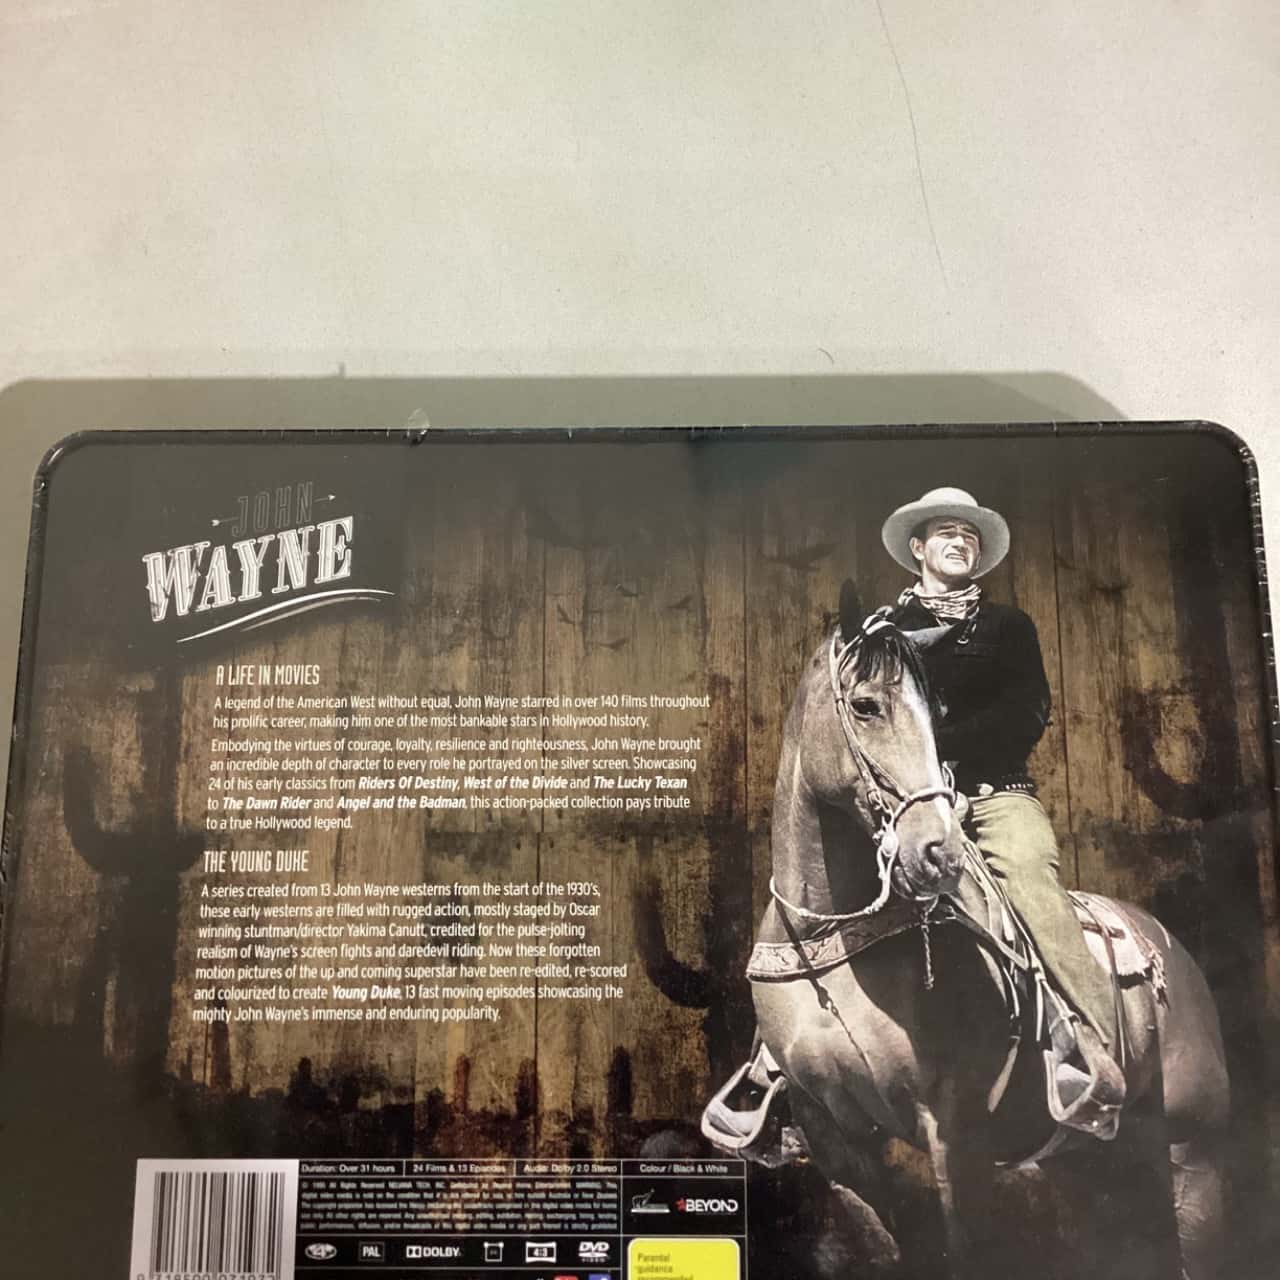 JOHN
WAYNE
A LIFE IN MOVIES
A legend of the American West without equal, John Wayne starred in over 140 films throughout
his prolific career, making him one of the most bankable stars in Hollywood history.
Embodying the virtues of courage, loyalty, resilience and righteousness, John Wayne brought
an incredible depth of character to every role he portrayed on the silver screen. Showcasing
24 of his early classics from Riders Of Destiny, West of the Divide and The Lucky Texan
to The Dawn Rider and Angel and the Badman, this action-packed collection pays tribute
to a true Hollywood legend.
THE YOUNG DUKE
A series created from 13 John Wayne westerns from the start of the 1930's,
these early westerns are filled with rugged action, mostly staged by Oscar
winning stuntman/director Yakima Canutt, credited for the pulse-jolting
realism of Wayne's screen fights and daredevil riding. Now these forgotten
motion pictures of the up and coming superstar have been re-edited, re-scored
and colourized to create Young Duke, 13 fast moving episodes showcasing the
mighty John Wayne's immense and enduring popularity.
Duration: Over 31 hours 24 Films & 13 Episodes Audio: Dolby 2.0 Stereo Colour / Black & White
BEYOND
4 PAL DOLBY 4:3 DVD
VIDEO
Parental
guidance
recommended